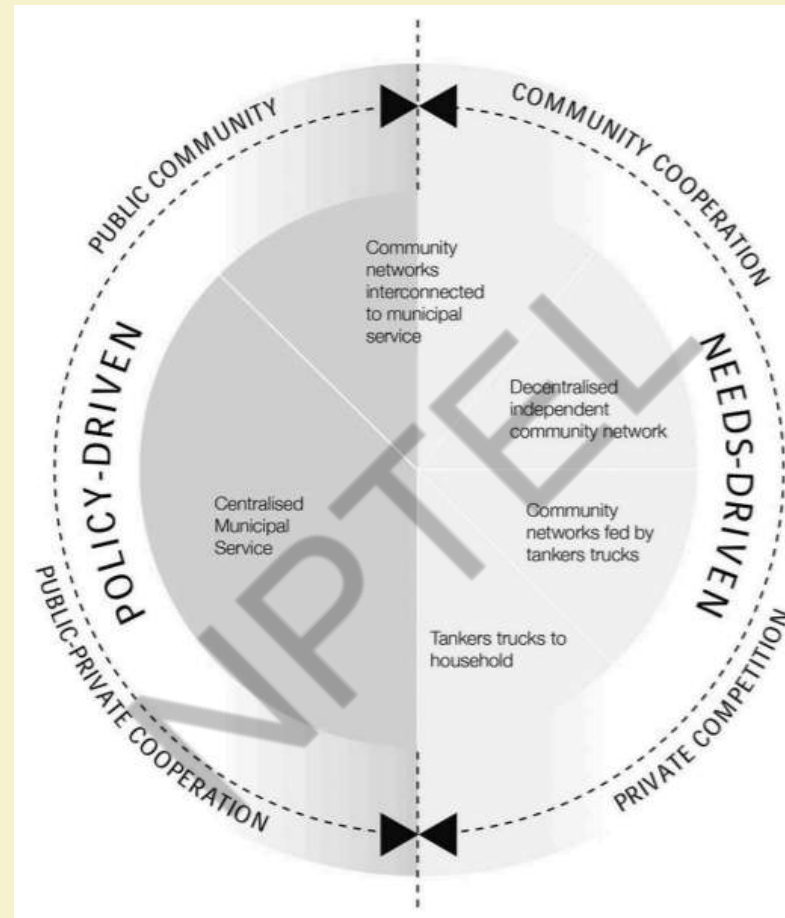 PUBLIC COMMUNITY
COMMUNITY COOPERATION
Community
networks
interconnected
to municipal
service
POLICY-DRIVEN
NEEDS-DRIVEN
Decentralised
independent
community network
Centralised
Municipal
Service
Community
networks fed by
tankers trucks
Tankers trucks to
household
PUBLIC-PRIVATE COOPERATION
PRIVATE COMPETITION
NPTEL